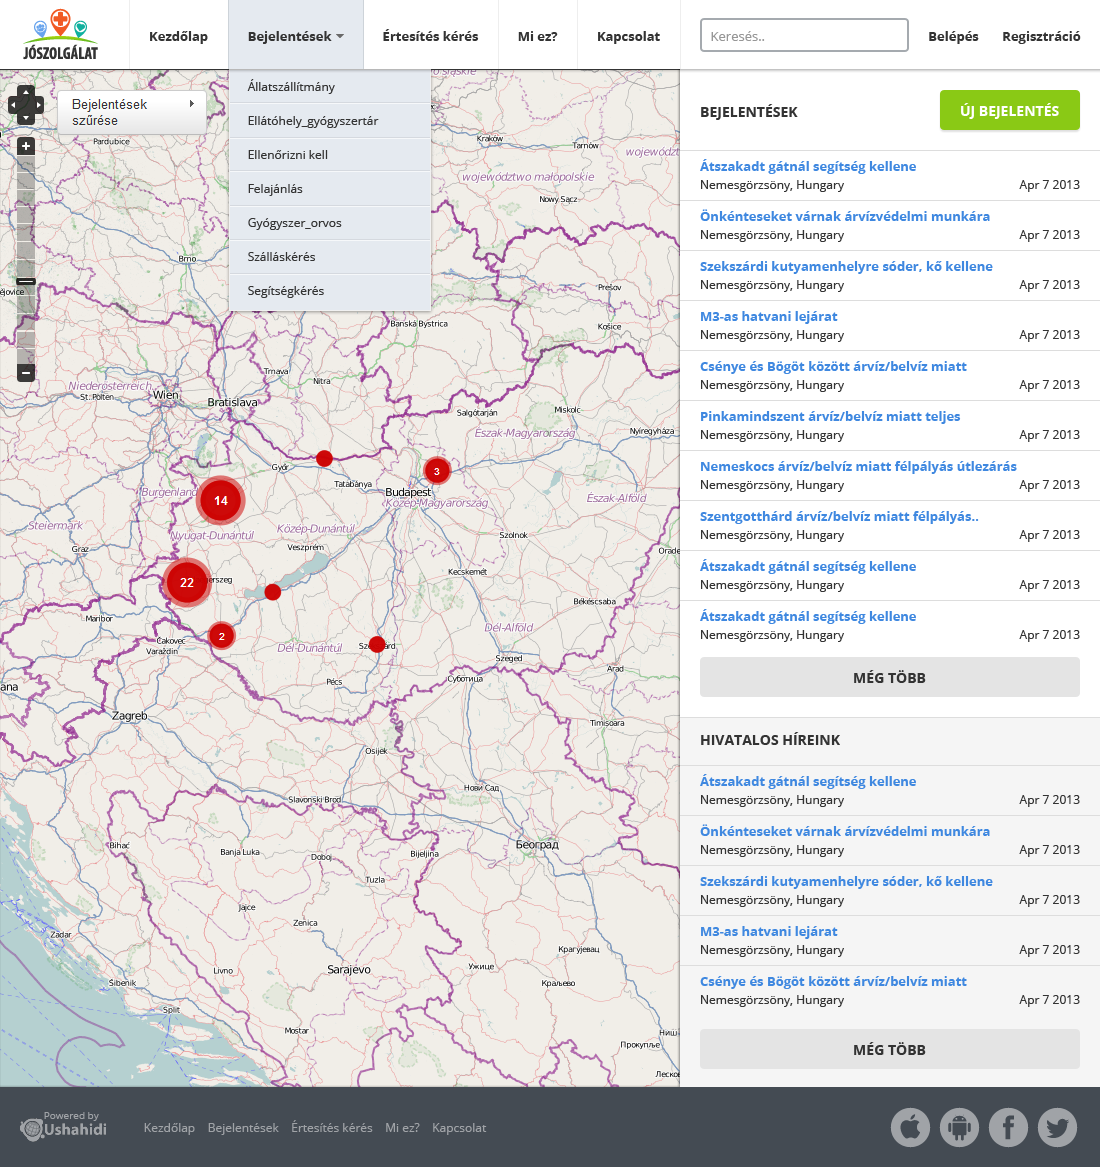 JÓSZOLGÁLAT
Kezdőlap
Bejelentések
Értesítés kérés
Mi ez?
Kapcsolat
Keresés..
Belépés
Regisztráció
Állatszállítmány
Ellátóhely_gyógyszertár
Ellenőrizni kell
Felajánlás
Gyógyszer_orvos
Szálláskérés
Segítségkérés
Bejelentések
szűrése
Pardubice
Kraków
Tarnów
województwo małopolskie
Nowy Sącz
Brno
Prešov
Banská Bystrica
Košice
Trnava
Nitra
Niederösterreich
St. Pölten
Wien
Bratislava
Salgótarján
Miskolc
Nyíregyháza
Észak-Magyarország
Győr
Tatabánya
3
Budapest
Közép-Magyarország
Észak-Alföld
Burgenland
14
Steiermark
Nyugat-Dunántúl
Közép-Dunántúl
Szolnok
Graz
Veszprém
Kecskemét
22
Békéscsaba
Maribor
2
Čakovec
Varaždin
Dél-Dunántúl
Dél-Alföld
Szeged
Arad
Pécs
Суботица
Zagreb
Timișoara
Osijek
Нови Сад
Slavonski Brod
Bihać
Banja Luka
Doboj
Bijeljina
Београд
Tuzla
Jajce
Zenica
Zadar
Крагујевац
Livno
Sarajevo
Ужице
Краљево
Šibenik
Split
Mostar
Ниш
Прокупље
BEJELENTÉSEK
ÚJ BEJELENTÉS
Átszakadt gátnál segítség kellene
Nemesgörzsöny, Hungary Apr 7 2013
Önkénteseket várnak árvízvédelmi munkára
Nemesgörzsöny, Hungary Apr 7 2013
Szekszárdi kutyamenhelyre sóder, kő kellene
Nemesgörzsöny, Hungary Apr 7 2013
M3-as hatvani lejárat
Nemesgörzsöny, Hungary Apr 7 2013
Csénye és Bögöt között árvíz/belvíz miatt
Nemesgörzsöny, Hungary Apr 7 2013
Pinkamindszent árvíz/belvíz miatt teljes
Nemesgörzsöny, Hungary Apr 7 2013
Nemeskocs árvíz/belvíz miatt félpályás útlezárás
Nemesgörzsöny, Hungary Apr 7 2013
Szentgotthárd árvíz/belvíz miatt félpályás..
Nemesgörzsöny, Hungary Apr 7 2013
Átszakadt gátnál segítség kellene
Nemesgörzsöny, Hungary Apr 7 2013
Átszakadt gátnál segítség kellene
Nemesgörzsöny, Hungary Apr 7 2013
MÉG TÖBB
HIVATALOS HÍREINK
Átszakadt gátnál segítség kellene
Nemesgörzsöny, Hungary Apr 7 2013
Önkénteseket várnak árvízvédelmi munkára
Nemesgörzsöny, Hungary Apr 7 2013
Szekszárdi kutyamenhelyre sóder, kő kellene
Nemesgörzsöny, Hungary Apr 7 2013
M3-as hatvani lejárat
Nemesgörzsöny, Hungary Apr 7 2013
Csénye és Bögöt között árvíz/belvíz miatt
Nemesgörzsöny, Hungary Apr 7 2013
MÉG TÖBB
Powered by
Ushahidi
Kezdőlap
Bejelentések
Értesítés kérés
Mi ez?
Kapcsolat